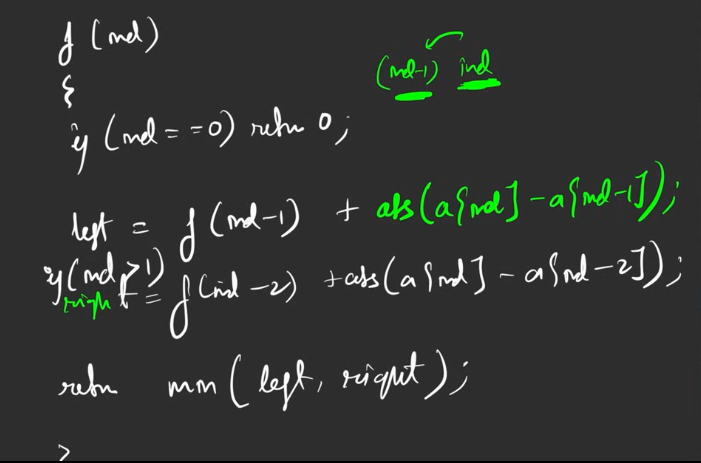 f (ind)
{
(ind-1) ind
if (ind==0) return 0;
left = f(ind-1) + abs(a[ind] - a[ind-1]);
if(ind>1)
right = f(ind-2) + abs(a[ind] - a[ind-2]);
return min(left, right);
}